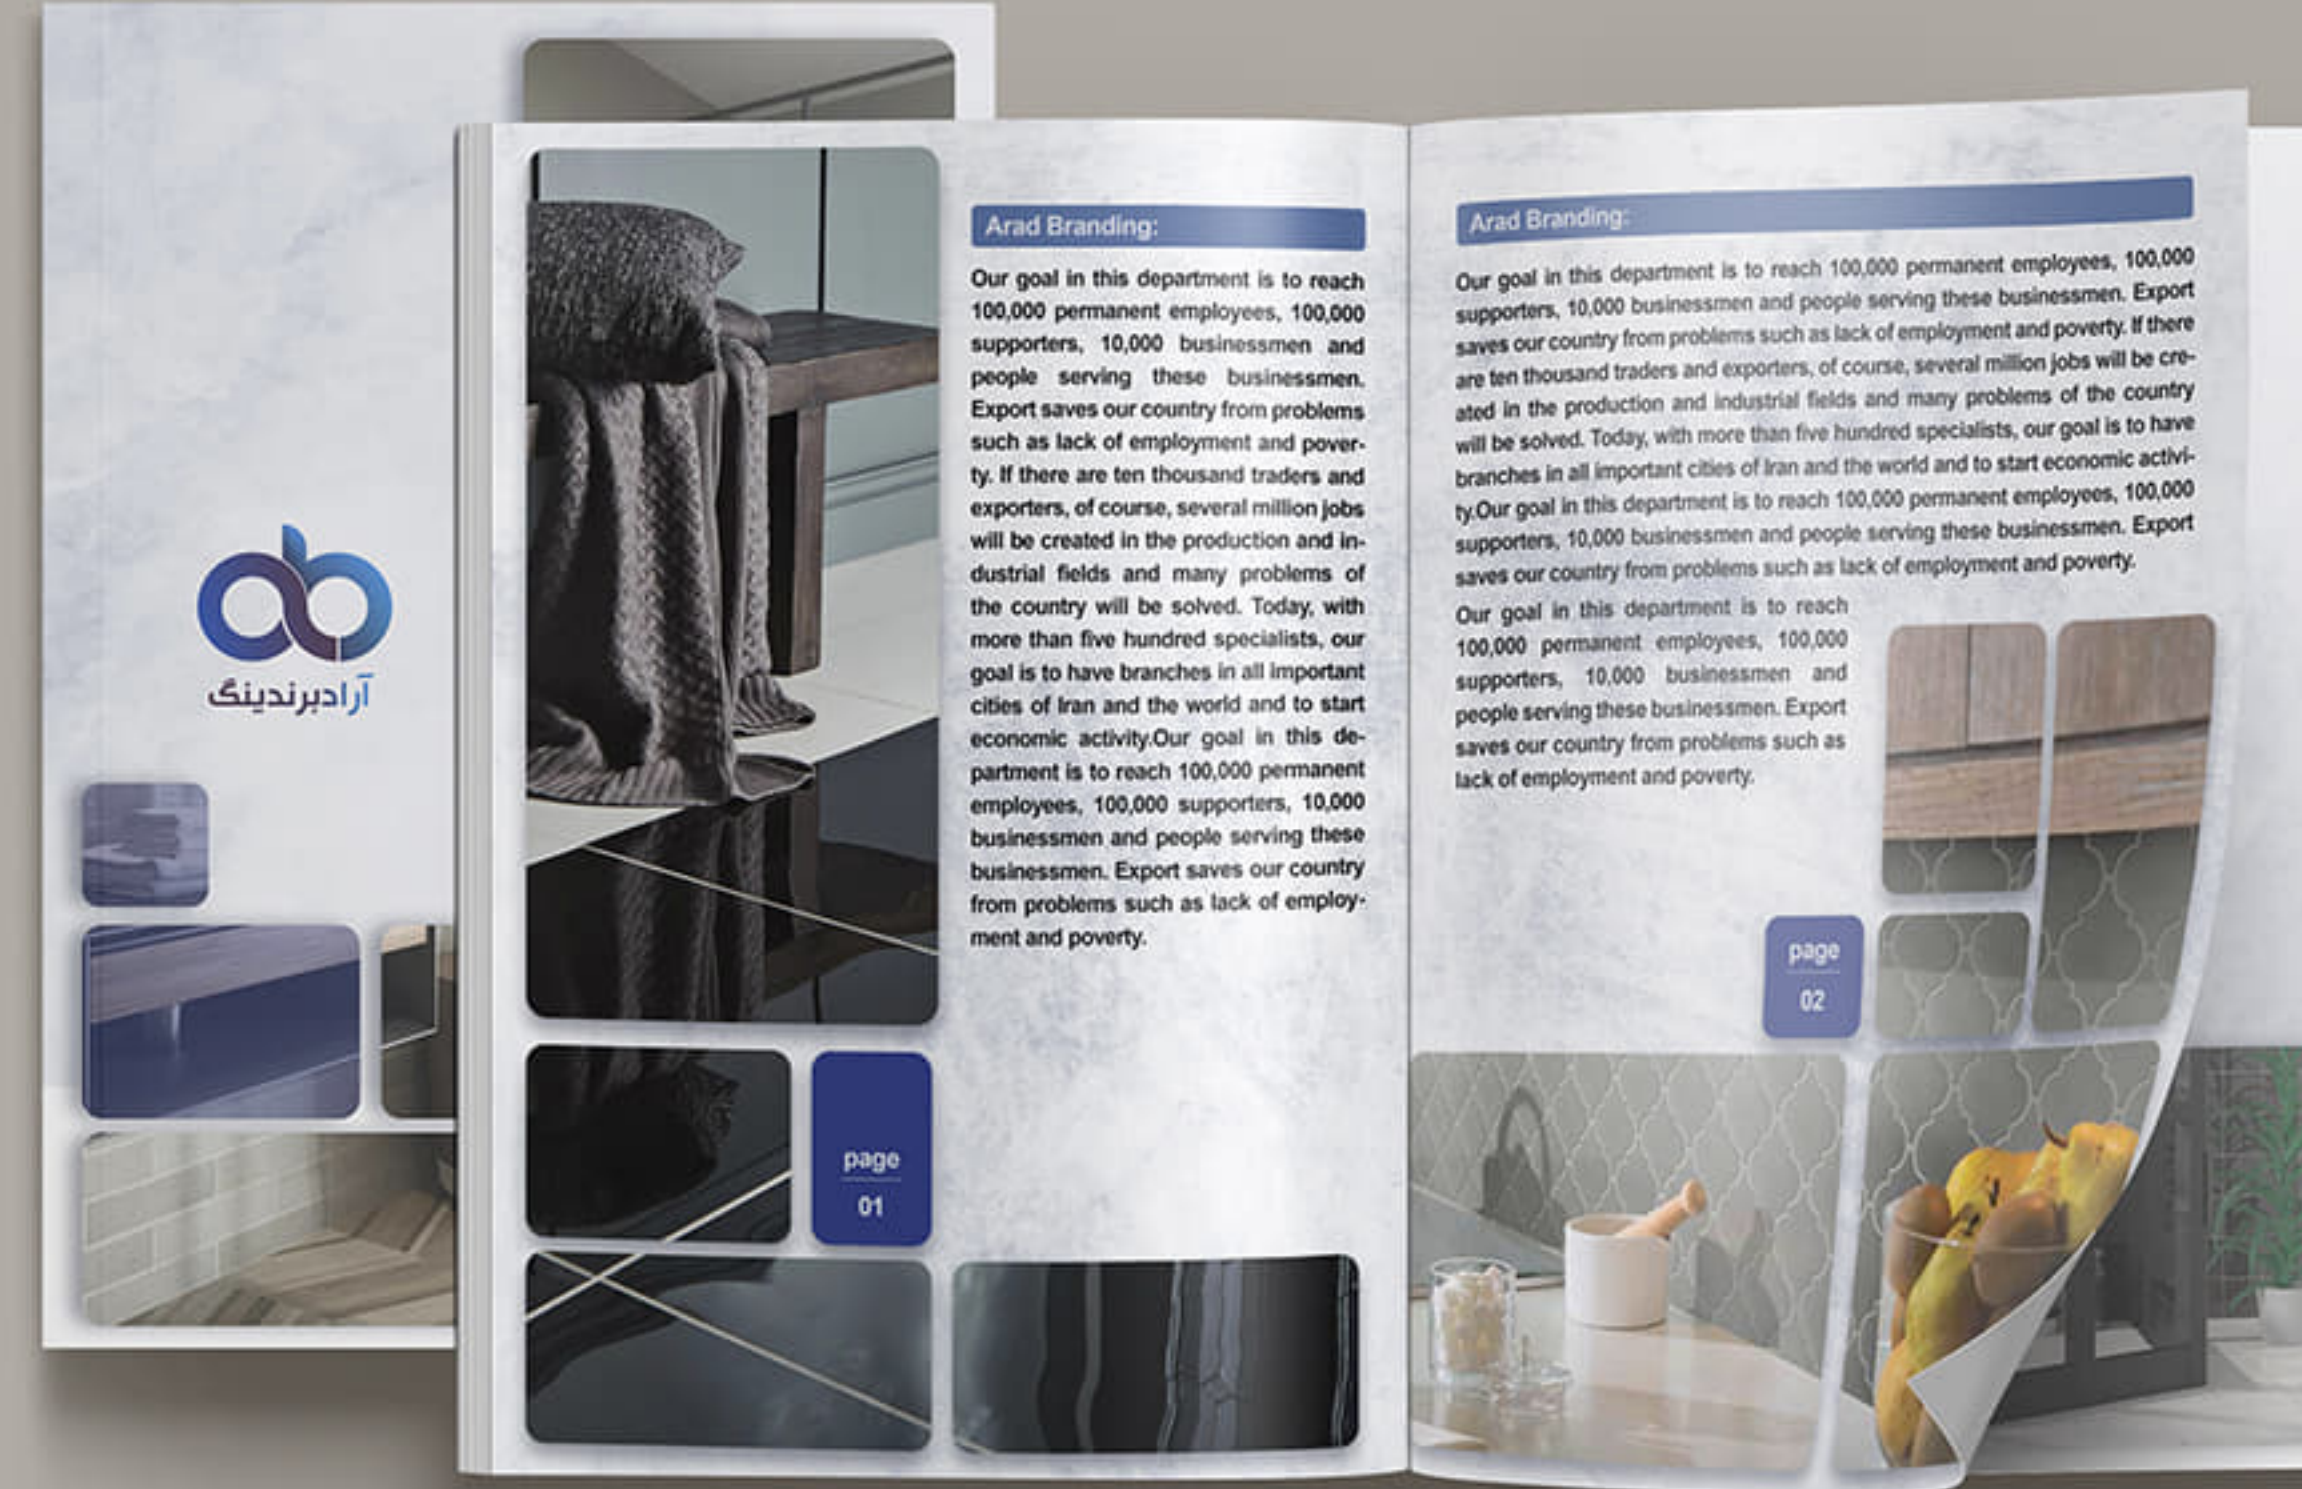 آرادبرندینگ
Arad Branding:
Our goal in this department is to reach
100,000 permanent employees, 100,000
supporters, 10,000 businessmen and
people serving these businessmen.
Export saves our country from problems
such as lack of employment and pover-
ty. If there are ten thousand traders and
exporters, of course, several million jobs
will be created in the production and in-
dustrial fields and many problems of
the country will be solved. Today, with
more than five hundred specialists, our
goal is to have branches in all important
cities of Iran and the world and to start
economic activity.Our goal in this de-
partment is to reach 100,000 permanent
employees, 100,000 supporters, 10,000
businessmen and people serving these
businessmen. Export saves our country
from problems such as lack of employ-
ment and poverty.
page
01
Arad Branding:
Our goal in this department is to reach 100,000 permanent employees, 100,000
supporters, 10,000 businessmen and people serving these businessmen. Export
saves our country from problems such as lack of employment and poverty. If there
are ten thousand traders and exporters, of course, several million jobs will be cre-
ated in the production and industrial fields and many problems of the country
will be solved. Today, with more than five hundred specialists, our goal is to have
branches in all important cities of Iran and the world and to start economic activi-
ty.Our goal in this department is to reach 100,000 permanent employees, 100,000
supporters, 10,000 businessmen and people serving these businessmen. Export
saves our country from problems such as lack of employment and poverty.
Our goal in this department is to reach
100,000 permanent employees, 100,000
supporters, 10,000 businessmen and
people serving these businessmen. Export
saves our country from problems such as
lack of employment and poverty.
page
02